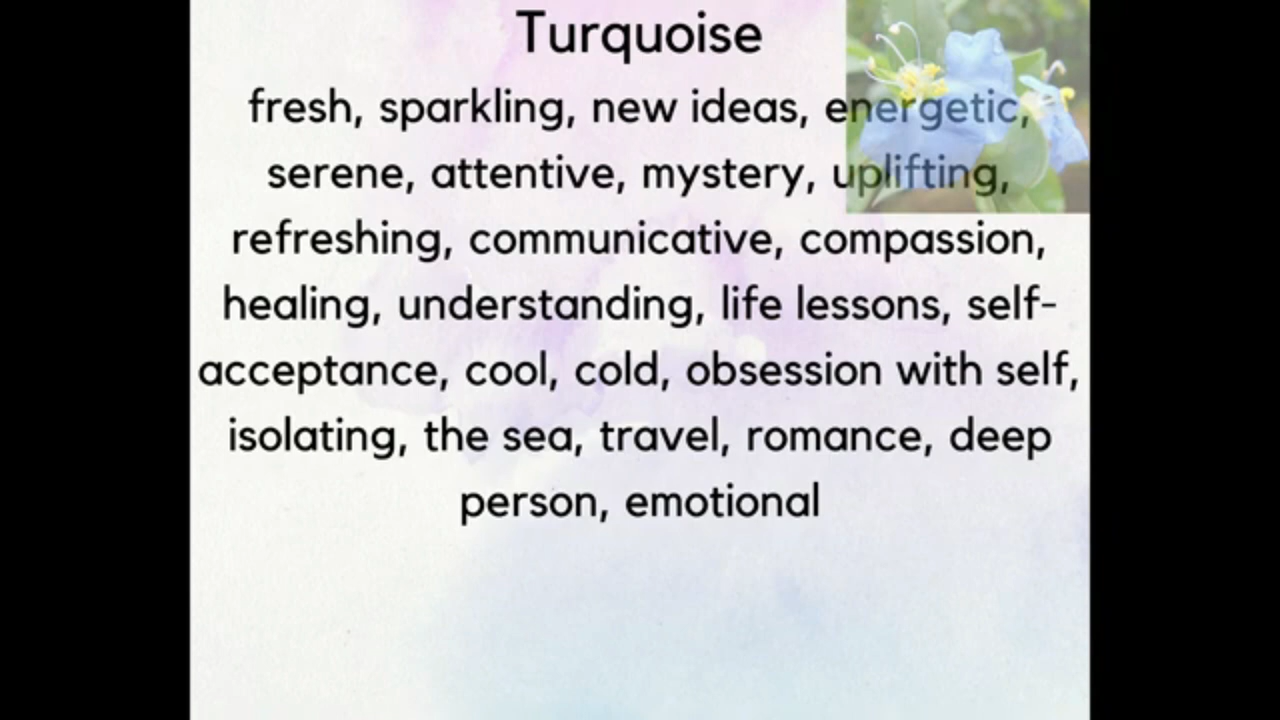 Turquoise
fresh, sparkling, new ideas, energetic,
serene, attentive, mystery, uplifting,
refreshing, communicative, compassion,
healing, understanding, life lessons, self-
acceptance, cool, cold, obsession with self,
isolating, the sea, travel, romance, deep
person, emotional